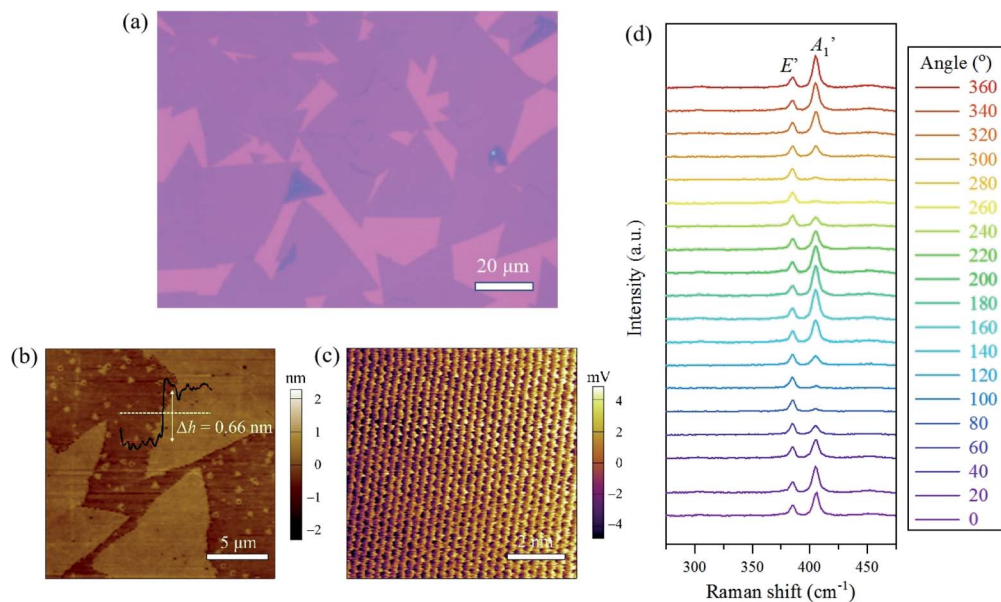 (a)
20 μm
(b)
5 μm
Δh = 0.66 nm
nm
2
1
0
−1
−2
(c)
2 nm
mV
4
2
0
−2
−4
(d)
E’
A₁’
Intensity (a.u.)
300
350
400
450
Raman shift (cm⁻¹)
Angle (º)
360
340
320
300
280
260
240
220
200
180
160
140
120
100
80
60
40
20
0